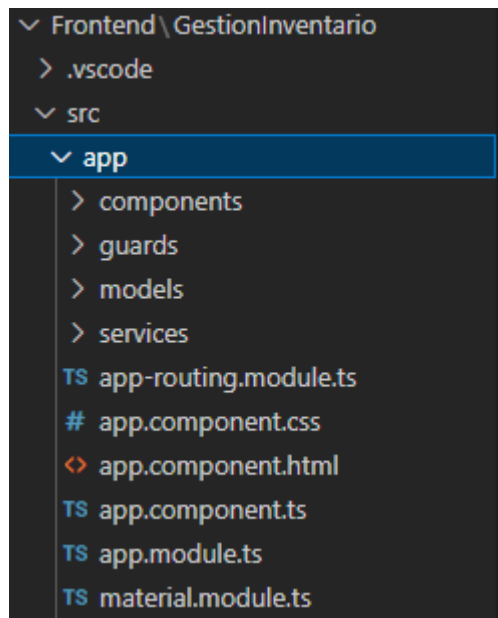 Frontend\GestionInventario
.vscode
src
app
components
guards
models
services
TS app-routing.module.ts
# app.component.css
<> app.component.html
TS app.component.ts
TS app.module.ts
TS material.module.ts